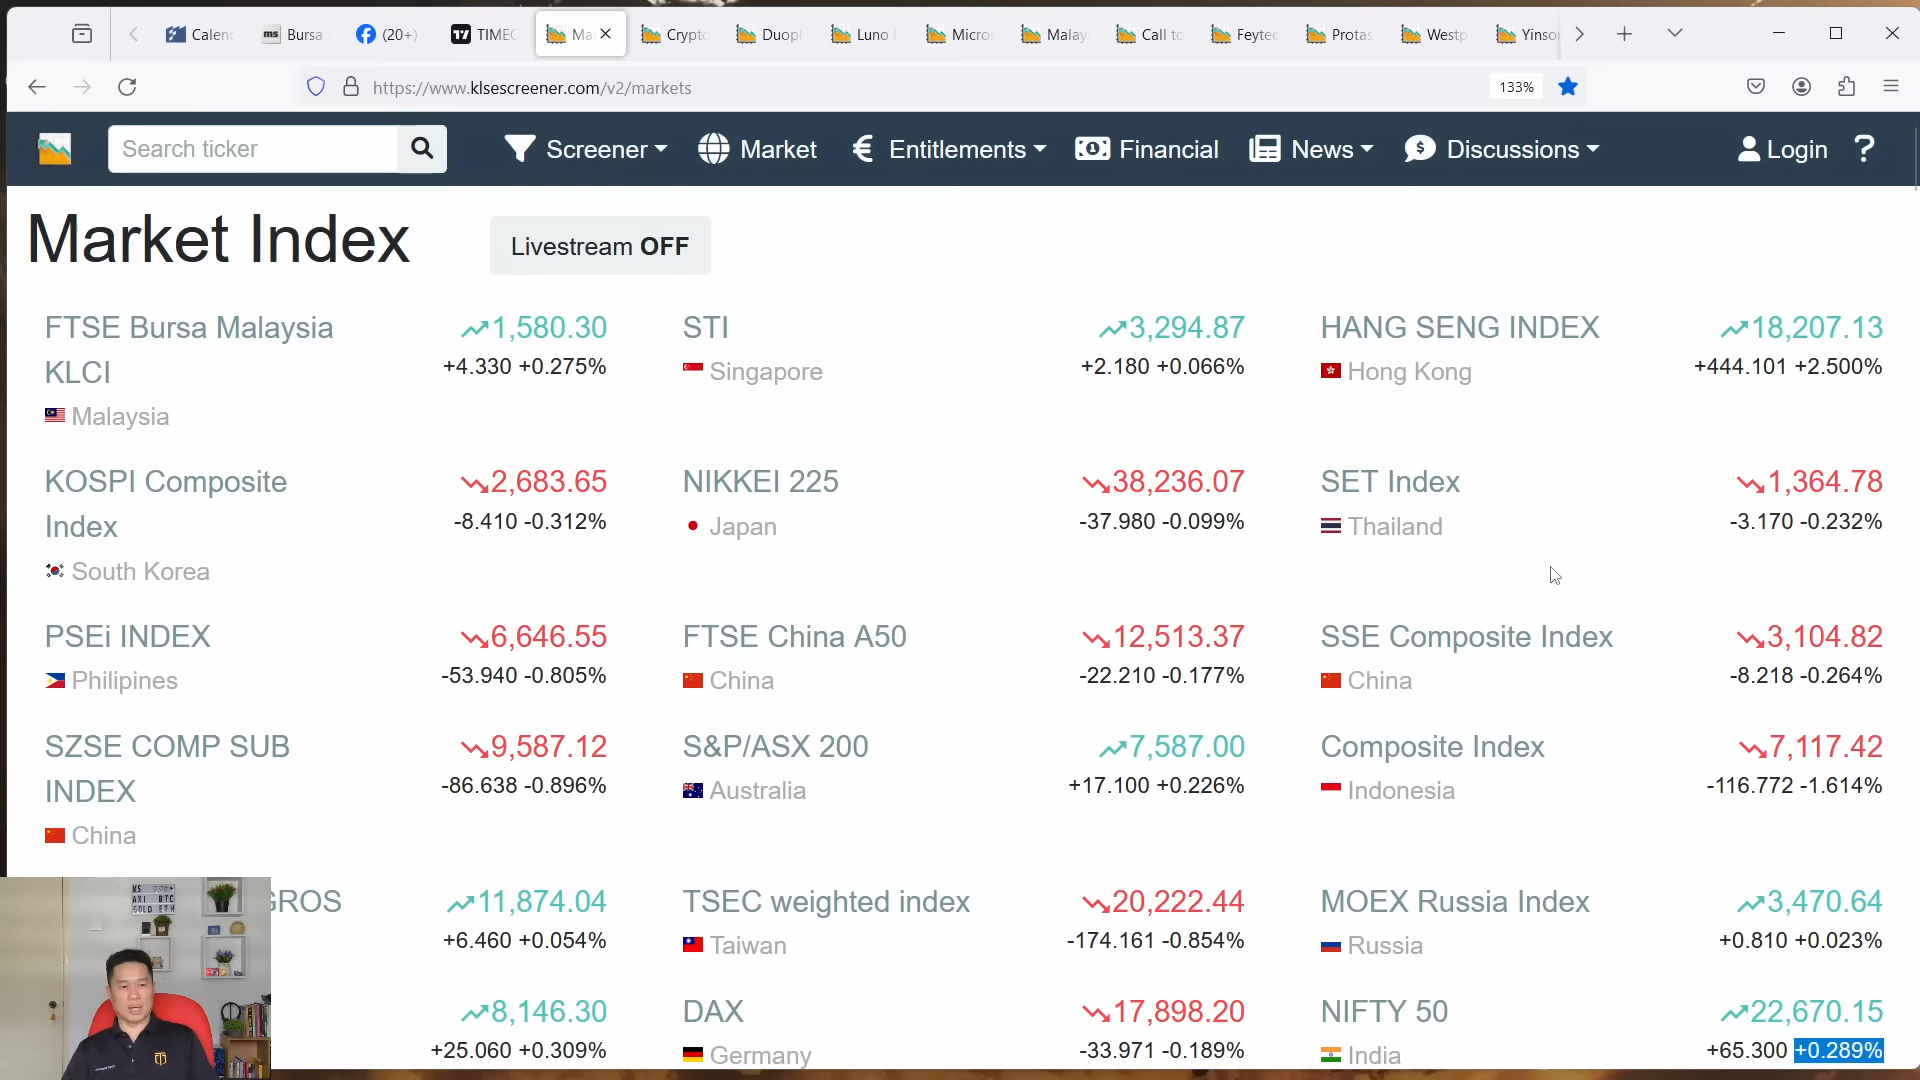 Calen
Bursa
(20+)
TIMEC
Ma
Crypto
Duopl
Luno
Micros
Malay
Call to
Feytec
Protas
Westp
Yinso
https://www.klsescreener.com/v2/markets
133%
Search ticker
Screener
Market
Entitlements
Financial
News
Discussions
Login
?
Market Index
Livestream OFF
FTSE Bursa Malaysia
KLCI
Malaysia
1,580.30
+4.330 +0.275%
STI
Singapore
3,294.87
+2.180 +0.066%
HANG SENG INDEX
Hong Kong
18,207.13
+444.101 +2.500%
KOSPI Composite
Index
South Korea
2,683.65
-8.410 -0.312%
NIKKEI 225
Japan
38,236.07
-37.980 -0.099%
SET Index
Thailand
1,364.78
-3.170 -0.232%
PSEi INDEX
Philipines
6,646.55
-53.940 -0.805%
FTSE China A50
China
12,513.37
-22.210 -0.177%
SSE Composite Index
China
3,104.82
-8.218 -0.264%
SZSE COMP SUB
INDEX
China
9,587.12
-86.638 -0.896%
S&P/ASX 200
Australia
7,587.00
+17.100 +0.226%
Composite Index
Indonesia
7,117.42
-116.772 -1.614%
GROS
11,874.04
+6.460 +0.054%
TSEC weighted index
Taiwan
20,222.44
-174.161 -0.854%
MOEX Russia Index
Russia
3,470.64
+0.810 +0.023%
8,146.30
+25.060 +0.309%
DAX
Germany
17,898.20
-33.971 -0.189%
NIFTY 50
India
22,670.15
+65.300 +0.289%
AXI BTC
GOLD ETH